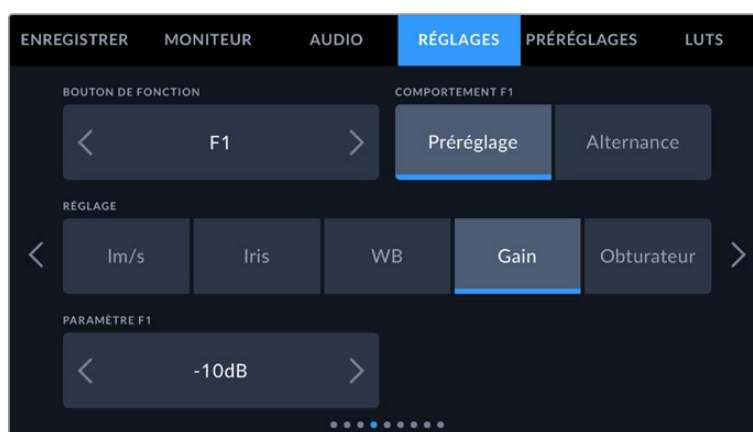 ENREGISTRER MONITEUR AUDIO RÉGLAGES PRÉRÉGLAGES LUTS
BOUTON DE FONCTION COMPORTEMENT F1
F1 Préréglage Alternance
RÉGLAGE
Im/s Iris WB Gain Obturateur
PARAMÈTRE F1
-10dB